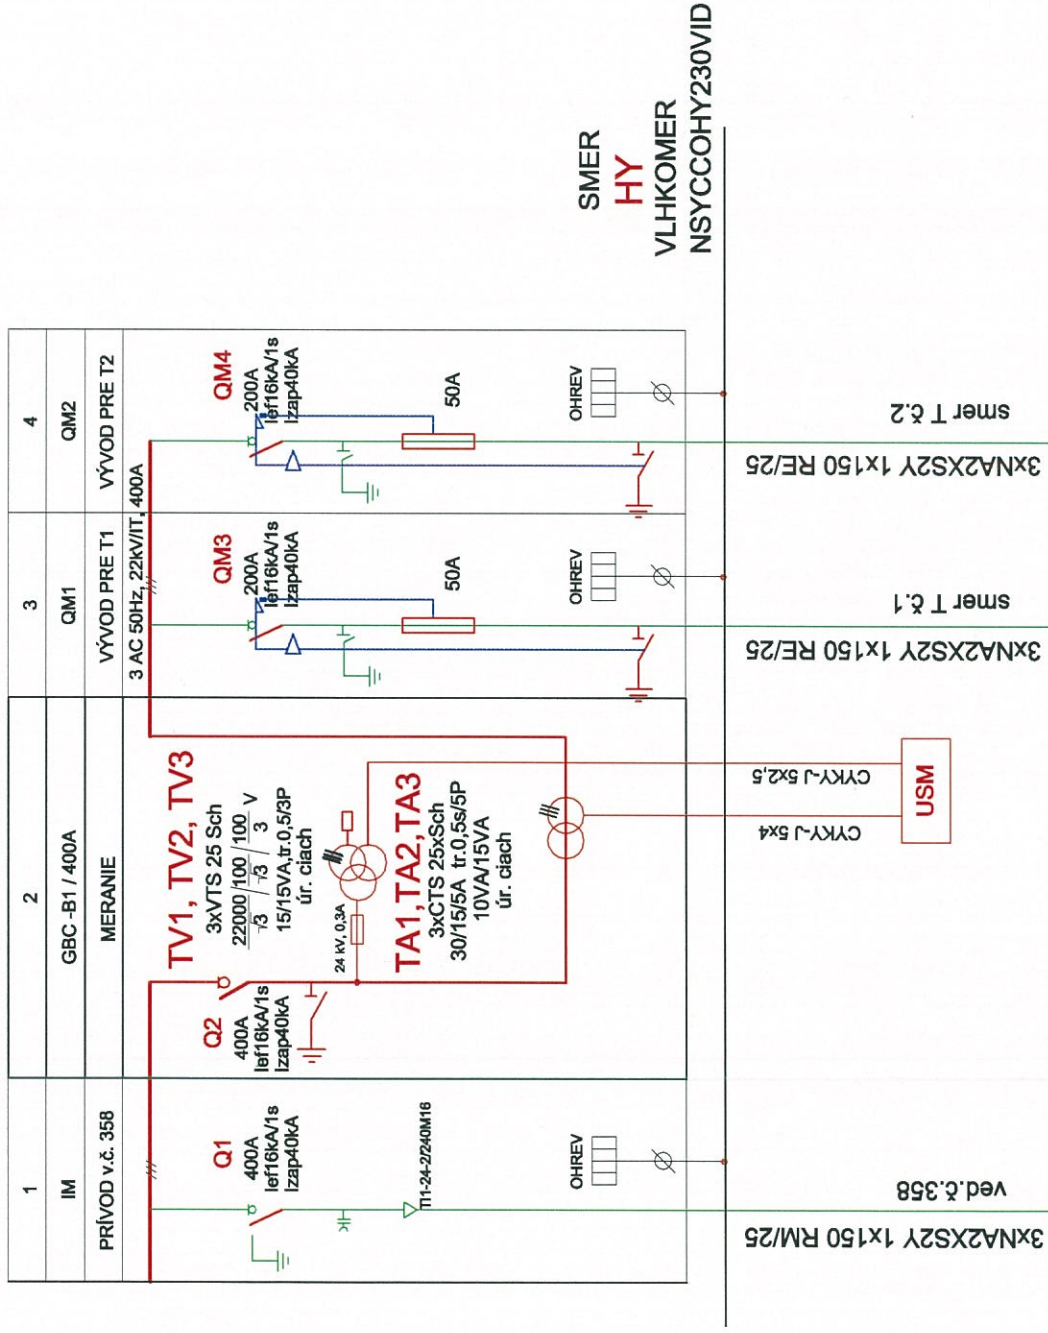 1
IM
PRÍVOD v.č. 358
Q1
400A
Ief16kA/1s
Izap40kA
TI1-24-2/240M16
OHREV
ved.č.358
3xNA2XS2Y 1x150 RM/25
2
GBC -B1 / 400A
MERANIE
Q2
400A
Ief16kA/1s
Izap40kA
TV1, TV2, TV3
3xVTS 25 Sch
22000/√3 / 100/√3 / 100/3 V
15/15VA,tr.0,5/3P
úr. ciach
24 kV, 0,3A
TA1,TA2,TA3
3xCTS 25xSch
30/15/5A tr.0,5s/5P
10VA/15VA
úr. ciach
CYKY-J 5x4
CYKY-J 5x2,5
USM
3
QM1
VÝVOD PRE T1
3 AC 50Hz, 22kV/IT, 400A
QM3
200A
Ief16kA/1s
Izap40kA
50A
OHREV
smer T č.1
3xNA2XS2Y 1x150 RE/25
4
QM2
VÝVOD PRE T2
QM4
200A
Ief16kA/1s
Izap40kA
50A
OHREV
smer T č.2
3xNA2XS2Y 1x150 RE/25
SMER
HY
VLHKOMER
NSYCCOHY230VID